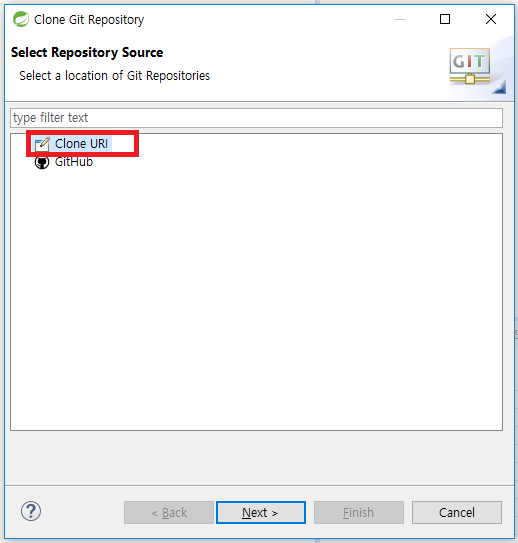 Clone Git Repository
Select Repository Source
Select a location of Git Repositories
GIT
type filter text
Clone URI
GitHub
?
< Back
Next >
Finish
Cancel